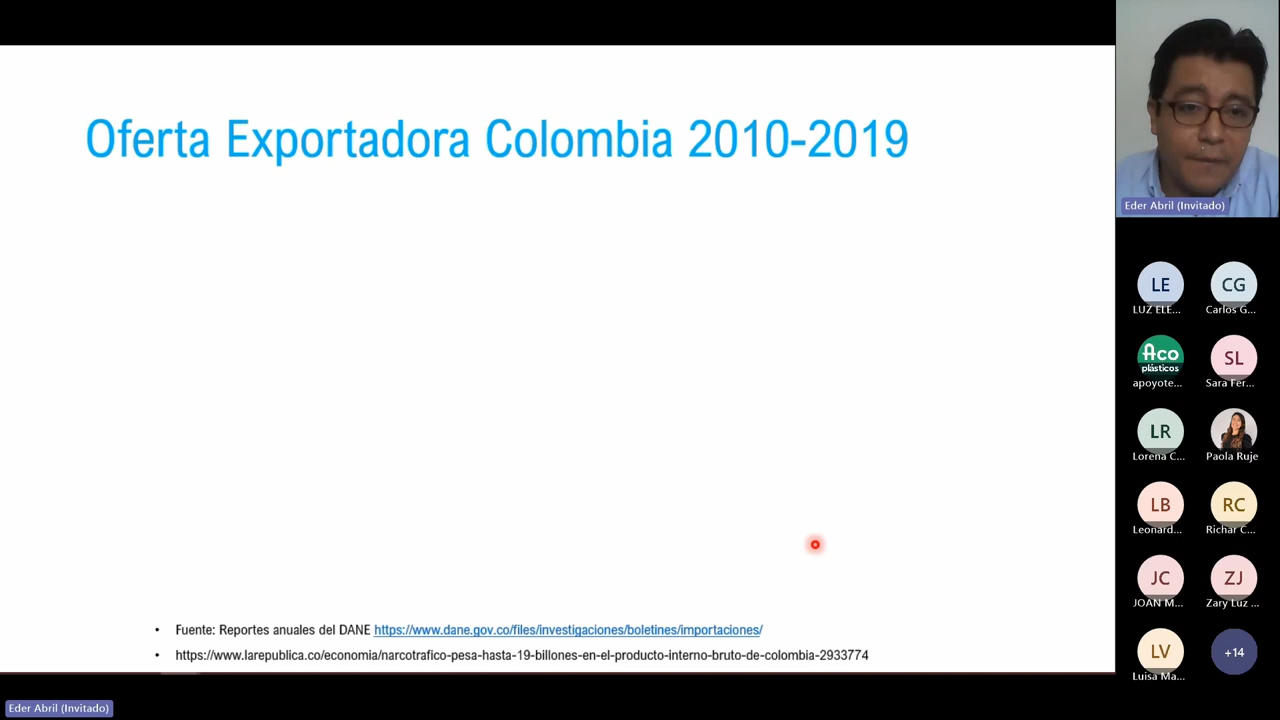 Oferta Exportadora Colombia 2010-2019
• Fuente: Reportes anuales del DANE https://www.dane.gov.co/files/investigaciones/boletines/importaciones/
• https://www.larepublica.co/economia/narcotrafico-pesa-hasta-19-billones-en-el-producto-interno-bruto-de-colombia-2933774
Eder Abril (Invitado)
Eder Abril (Invitado)
LE CG
LUZ ELE... Carlos G...
Aco SL
plásticos
apoyote... Sara Fer...
LR
Lorena C... Paola Ruje
LB RC
Leonard... Richar C...
JC ZJ
JOAN M... Zary Luz ...
LV +14
Luisa Ma...